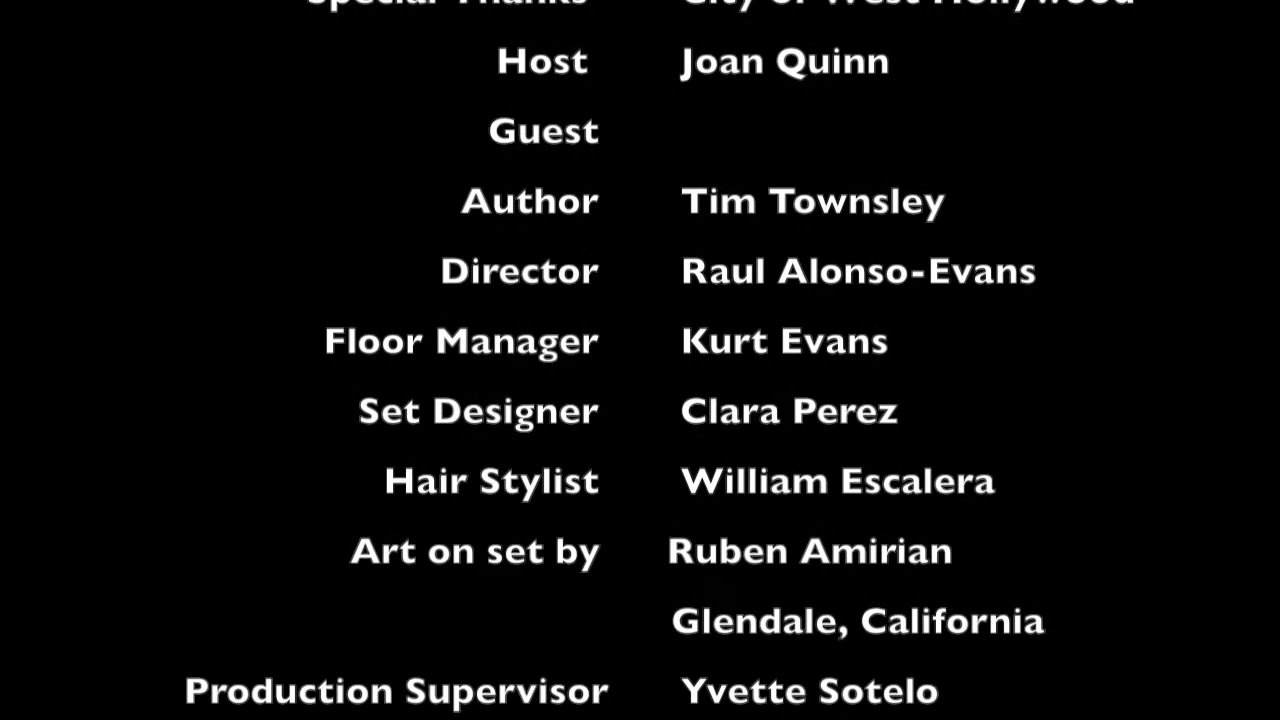 Special Thanks City of West Hollywood
Host Joan Quinn
Guest
Author Tim Townsley
Director Raul Alonso-Evans
Floor Manager Kurt Evans
Set Designer Clara Perez
Hair Stylist William Escalera
Art on set by Ruben Amirian
Glendale, California
Production Supervisor Yvette Sotelo